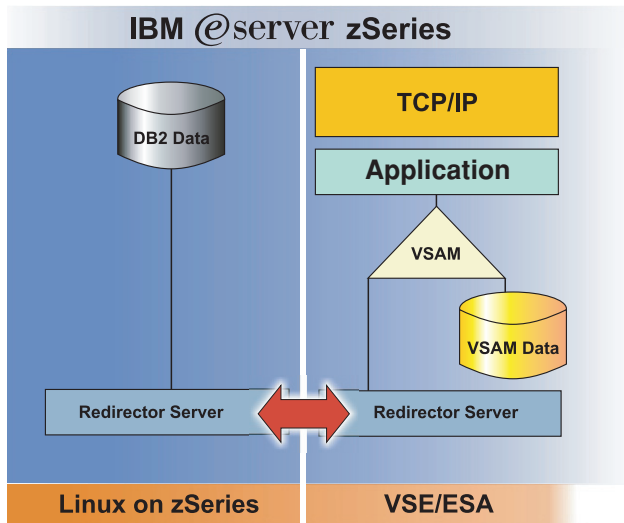 IBM @server zSeries
DB2 Data
TCP/IP
Application
VSAM
VSAM Data
Redirector Server
Redirector Server
Linux on zSeries
VSE/ESA